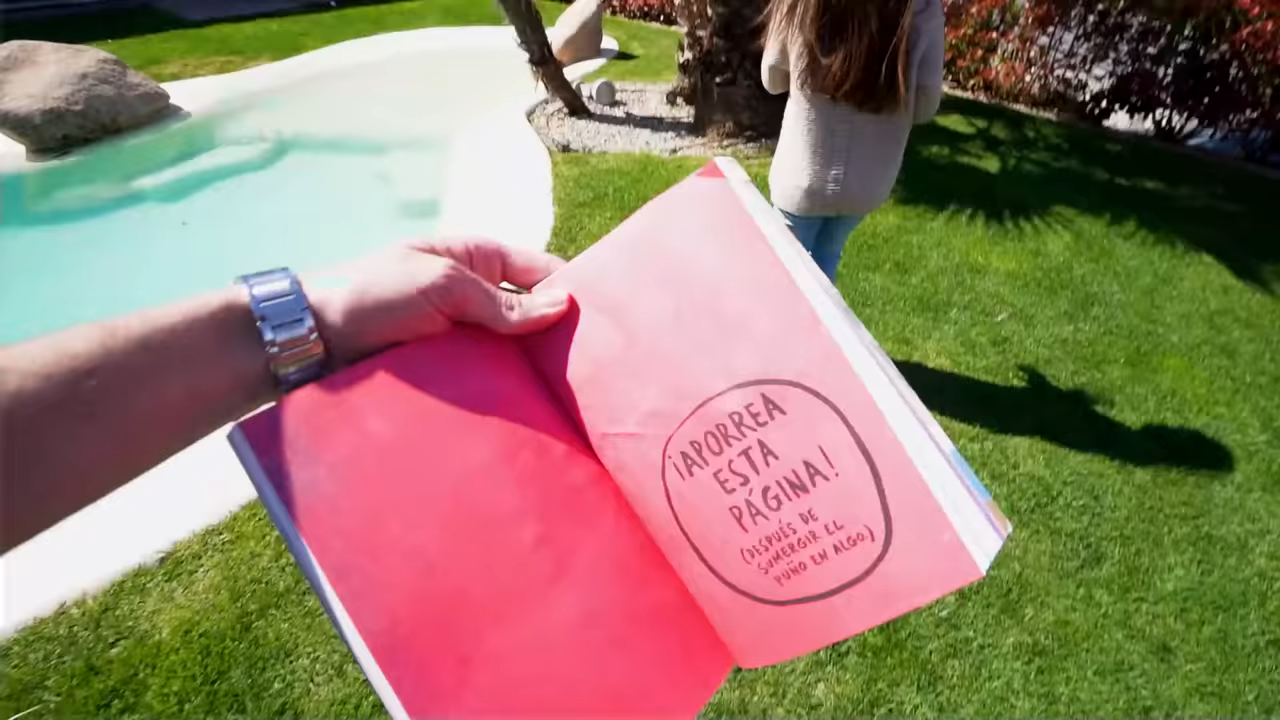 ¡APORREA
ESTA
PÁGINA!
(DESPUÉS DE
SUMERGIR EL
PUÑO EN ALGO.)